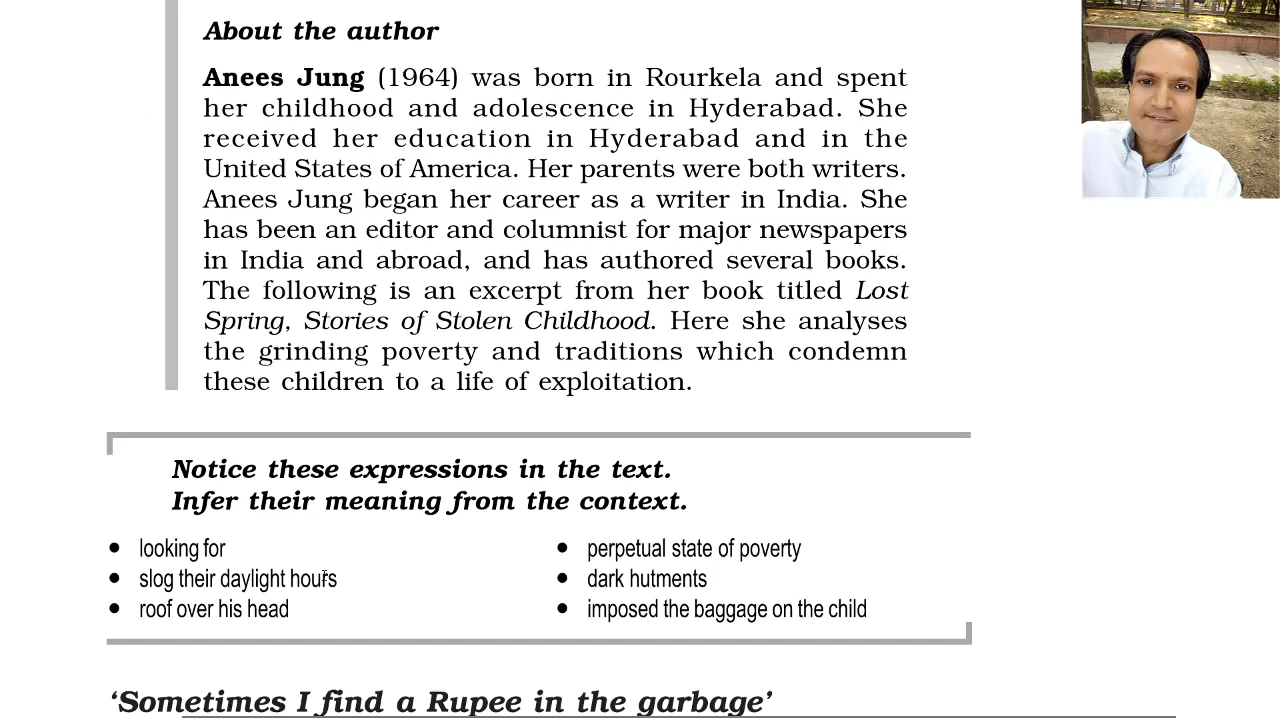 About the author
Anees Jung (1964) was born in Rourkela and spent
her childhood and adolescence in Hyderabad. She
received her education in Hyderabad and in the
United States of America. Her parents were both writers.
Anees Jung began her career as a writer in India. She
has been an editor and columnist for major newspapers
in India and abroad, and has authored several books.
The following is an excerpt from her book titled Lost
Spring, Stories of Stolen Childhood. Here she analyses
the grinding poverty and traditions which condemn
these children to a life of exploitation.
Notice these expressions in the text.
Infer their meaning from the context.
• looking for
• slog their daylight hours
• roof over his head
• perpetual state of poverty
• dark hutments
• imposed the baggage on the child
‘Sometimes I find a Rupee in the garbage’